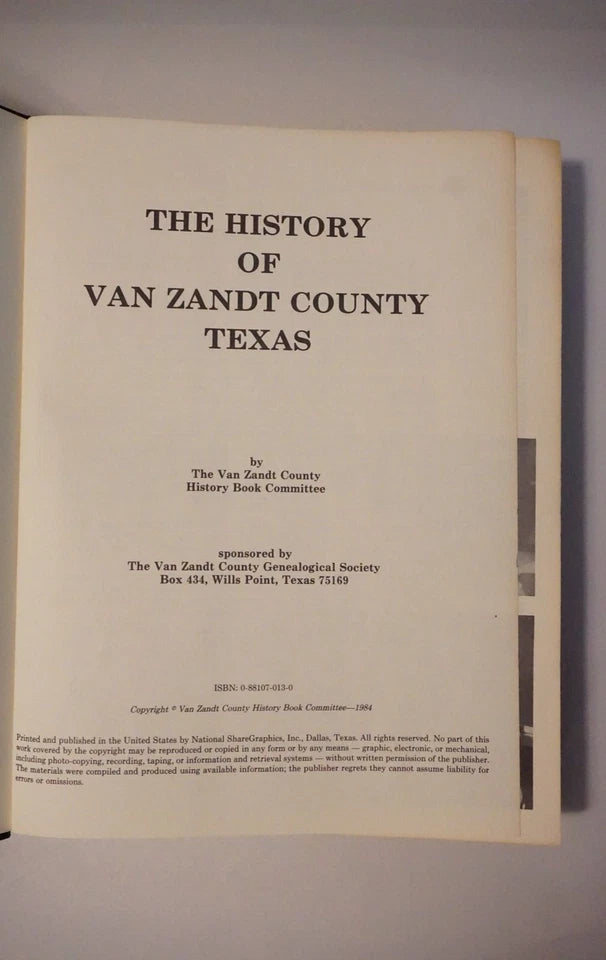 THE HISTORY
OF
VAN ZANDT COUNTY
TEXAS
by
The Van Zandt County
History Book Committee
sponsored by
The Van Zandt County Genealogical Society
Box 434, Wills Point, Texas 75169
ISBN: 0-88107-013-0
Copyright © Van Zandt County History Book Committee—1984
Printed and published in the United States by National ShareGraphics, Inc., Dallas, Texas. All rights reserved. No part of this
work covered by the copyright may be reproduced or copied in any form or by any means — graphic, electronic, or mechanical,
including photo-copying, recording, taping, or information and retrieval systems — without written permission of the publisher.
The materials were compiled and produced using available information; the publisher regrets they cannot assume liability for
errors or omissions.